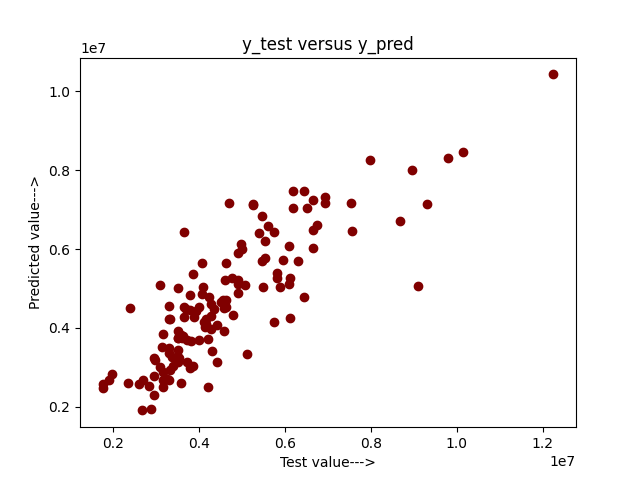 y_test versus y_pred
1e7
1.0
0.8
0.6
0.4
0.2
Predicted value--->
0.2 0.4 0.6 0.8 1.0 1.2
1e7
Test value--->